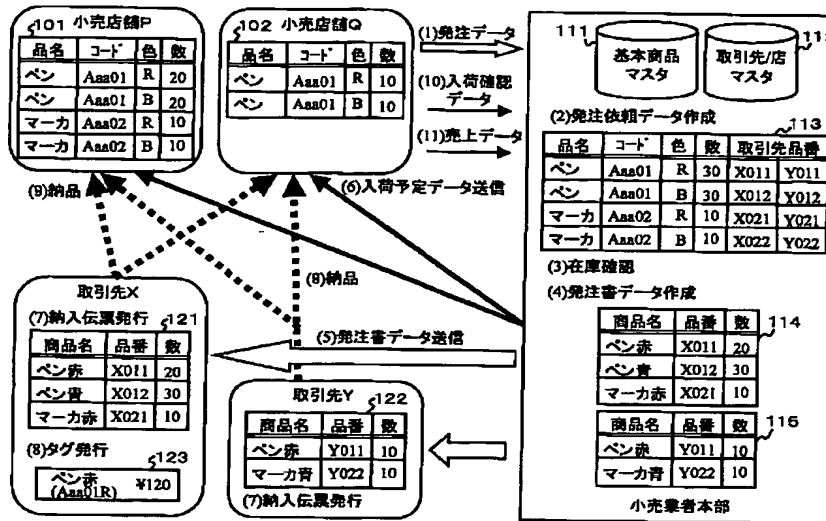 101 小売店舗P
品名 コード 色 数
ペン Aaa01 R 20
ペン Aaa01 B 20
マーカ Aaa02 R 10
マーカ Aaa02 B 10
102 小売店舗Q
品名 コード 色 数
ペン Aaa01 R 10
ペン Aaa01 B 10
(1)発注データ
(10)入荷確認
データ
(11)売上データ
111
基本商品
マスタ
取引先/店
マスタ
(2)発注依頼データ作成
113
品名 コード 色 数 取引先品番
ペン Aaa01 R 30 X011 Y011
ペン Aaa01 B 30 X012 Y012
マーカ Aaa02 R 10 X021 Y021
マーカ Aaa02 B 10 X022 Y022
(3)在庫確認
(4)発注書データ作成
商品名 品番 数
114
ペン赤 X011 20
ペン青 X012 30
マーカ赤 X021 10
商品名 品番 数
115
ペン赤 Y011 10
マーカ青 Y022 10
小売業者本部
(9)納品
(6)入荷予定データ送信
(8)納品
(5)発注書データ送信
取引先X
(7)納入伝票発行 121
商品名 品番 数
ペン赤 X011 20
ペン青 X012 30
マーカ赤 X021 10
(8)タグ発行
123
ペン赤
(Aaa01R) ¥120
取引先Y
122
商品名 品番 数
ペン赤 Y011 10
マーカ青 Y022 10
(7)納入伝票発行